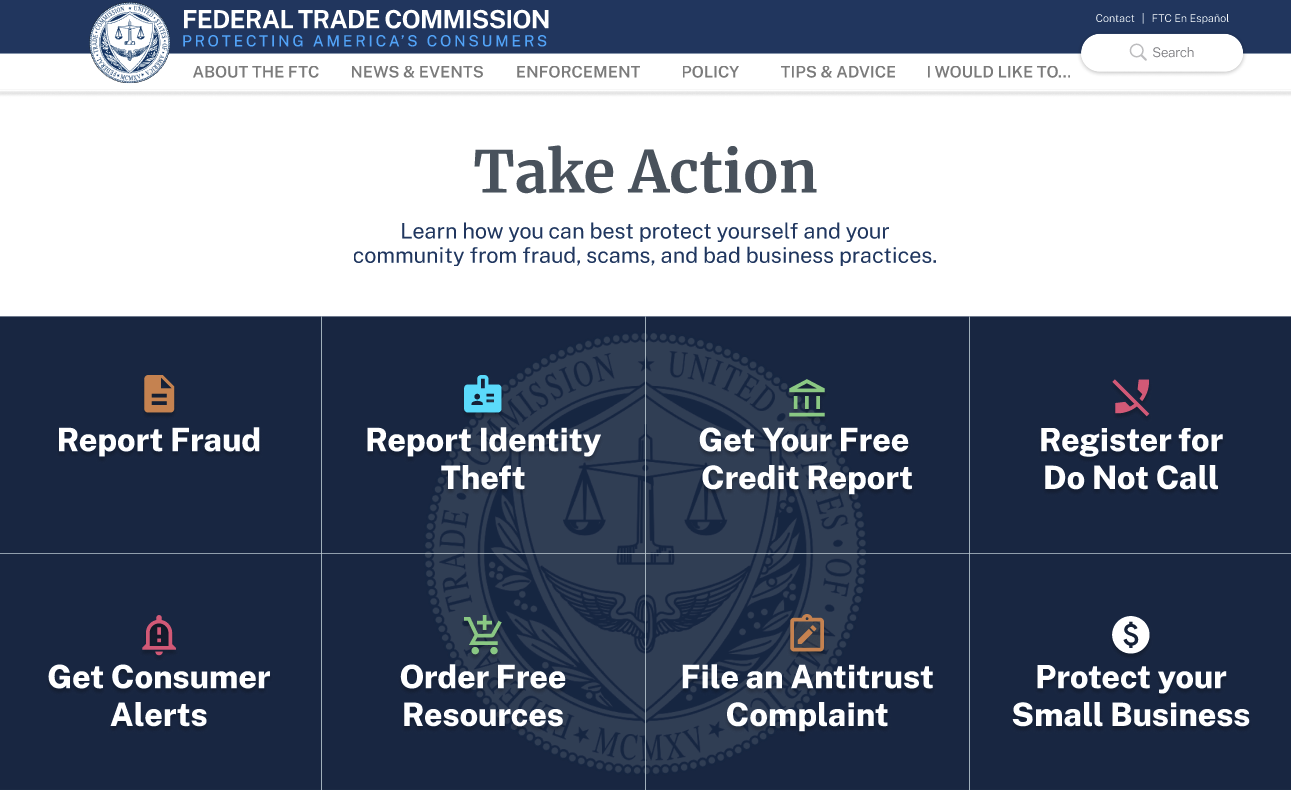 FEDERAL TRADE COMMISSION
PROTECTING AMERICA'S CONSUMERS
Contact | FTC En Español
Search
ABOUT THE FTC NEWS & EVENTS ENFORCEMENT POLICY TIPS & ADVICE I WOULD LIKE TO...
Take Action
Learn how you can best protect yourself and your
community from fraud, scams, and bad business practices.
Report Fraud
Report Identity
Theft
Get Your Free
Credit Report
Register for
Do Not Call
Get Consumer
Alerts
Order Free
Resources
File an Antitrust
Complaint
Protect your
Small Business
MCMXV